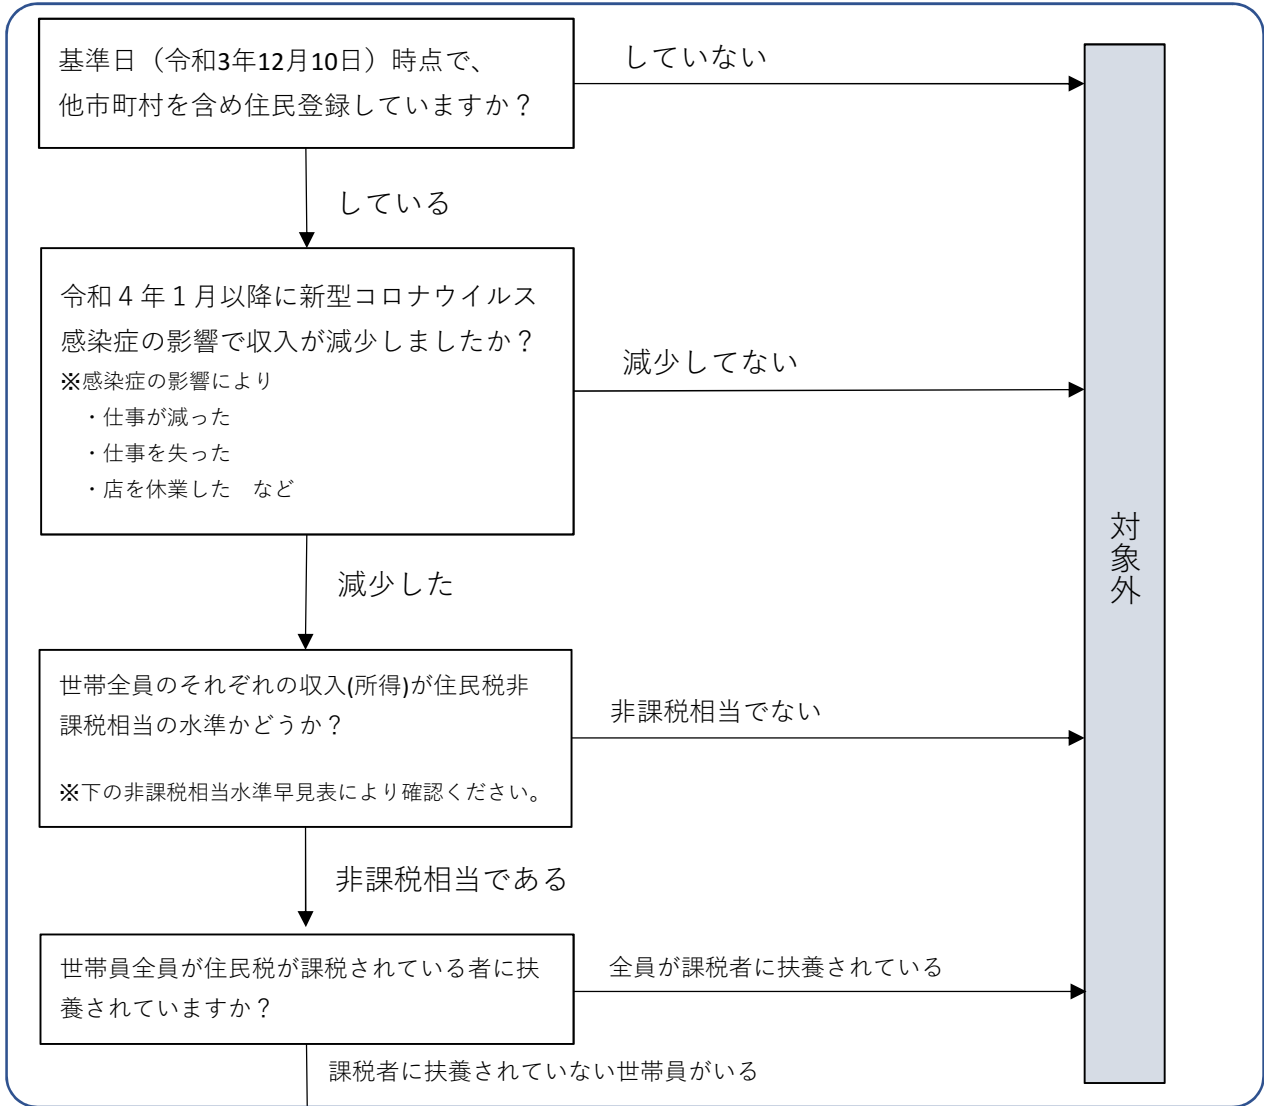 基準日（令和3年12月10日）時点で、
他市町村を含め住民登録していますか？
していない
している
令和４年１月以降に新型コロナウイルス
感染症の影響で収入が減少しましたか？
※感染症の影響により
・仕事が減った
・仕事を失った
・店を休業した　など
減少してない
減少した
世帯全員のそれぞれの収入(所得)が住民税非
課税相当の水準かどうか？
※下の非課税相当水準早見表により確認ください。
非課税相当でない
非課税相当である
世帯員全員が住民税が課税されている者に扶
養されていますか？
全員が課税者に扶養されている
課税者に扶養されていない世帯員がいる
対象外